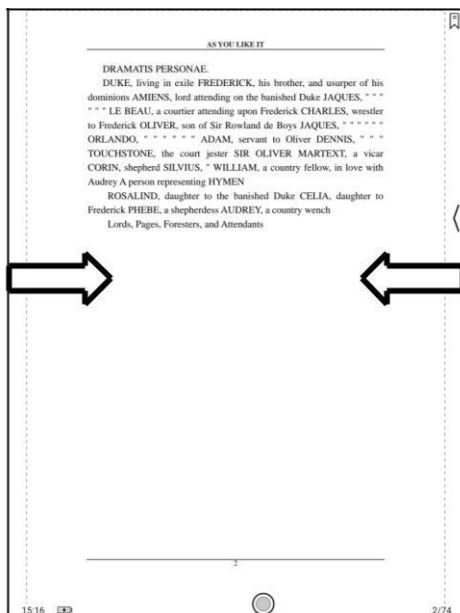 AS YOU LIKE IT
DRAMATIS PERSONAE.
DUKE, living in exile FREDERICK, his brother, and usurper of his
dominions AMIENS, lord attending on the banished Duke JAQUES, " " "
" " " LE BEAU, a courtier attending upon Frederick CHARLES, wrestler
to Frederick OLIVER, son of Sir Rowland de Boys JAQUES, " " " " " "
ORLANDO, " " " " " " ADAM, servant to Oliver DENNIS, " " "
TOUCHSTONE, the court jester SIR OLIVER MARTEXT, a vicar
CORIN, shepherd SILVIUS, " WILLIAM, a country fellow, in love with
Audrey A person representing HYMEN
ROSALIND, daughter to the banished Duke CELIA, daughter to
Frederick PHEBE, a shepherdess AUDREY, a country wench
Lords, Pages, Foresters, and Attendants
2
15:16
2/74